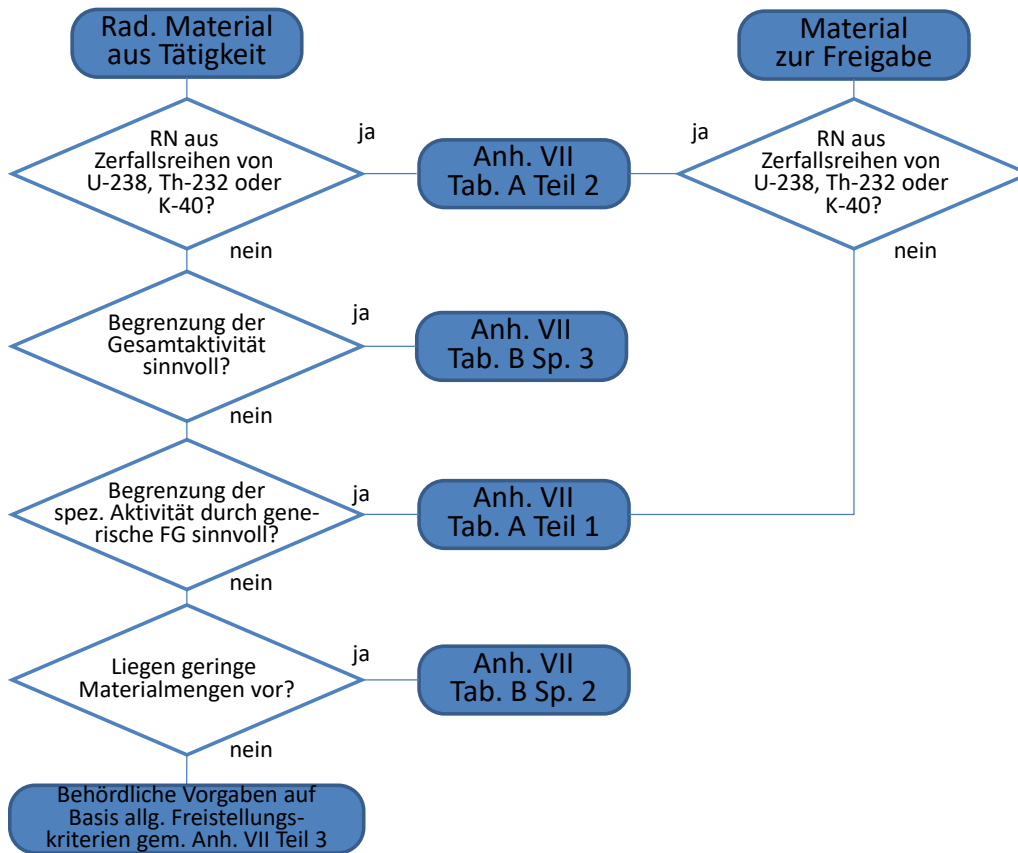 Rad. Material
aus Tätigkeit
Material
zur Freigabe
RN aus
Zerfallsreihen von
U-238, Th-232 oder
K-40?
ja
Anh. VII
Tab. A Teil 2
ja
RN aus
Zerfallsreihen von
U-238, Th-232 oder
K-40?
nein
nein
Begrenzung der
Gesamtaktivität
sinnvoll?
ja
Anh. VII
Tab. B Sp. 3
nein
Begrenzung der
spez. Aktivität durch gene-
rische FG sinnvoll?
ja
Anh. VII
Tab. A Teil 1
nein
Liegen geringe
Materialmengen vor?
ja
Anh. VII
Tab. B Sp. 2
nein
Behördliche Vorgaben auf
Basis allg. Freistellungs-
kriterien gem. Anh. VII Teil 3